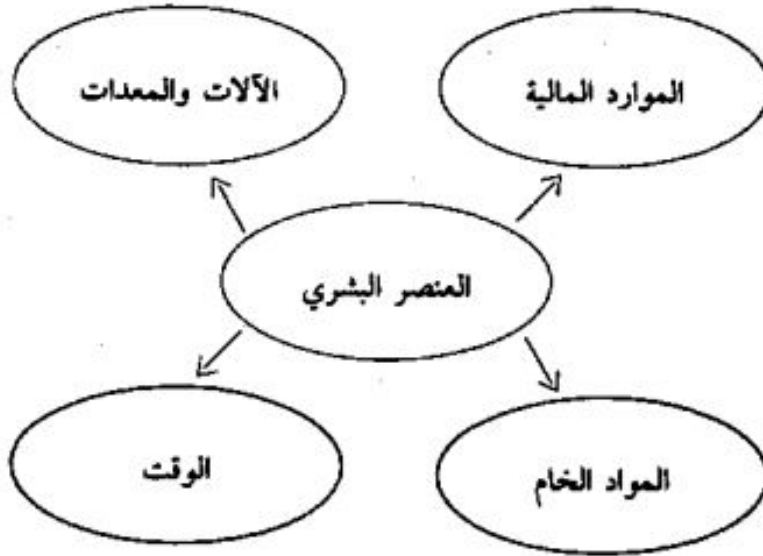 الموارد المالية
الآلات والمعدات
العنصر البشري
المواد الخام
الوقت